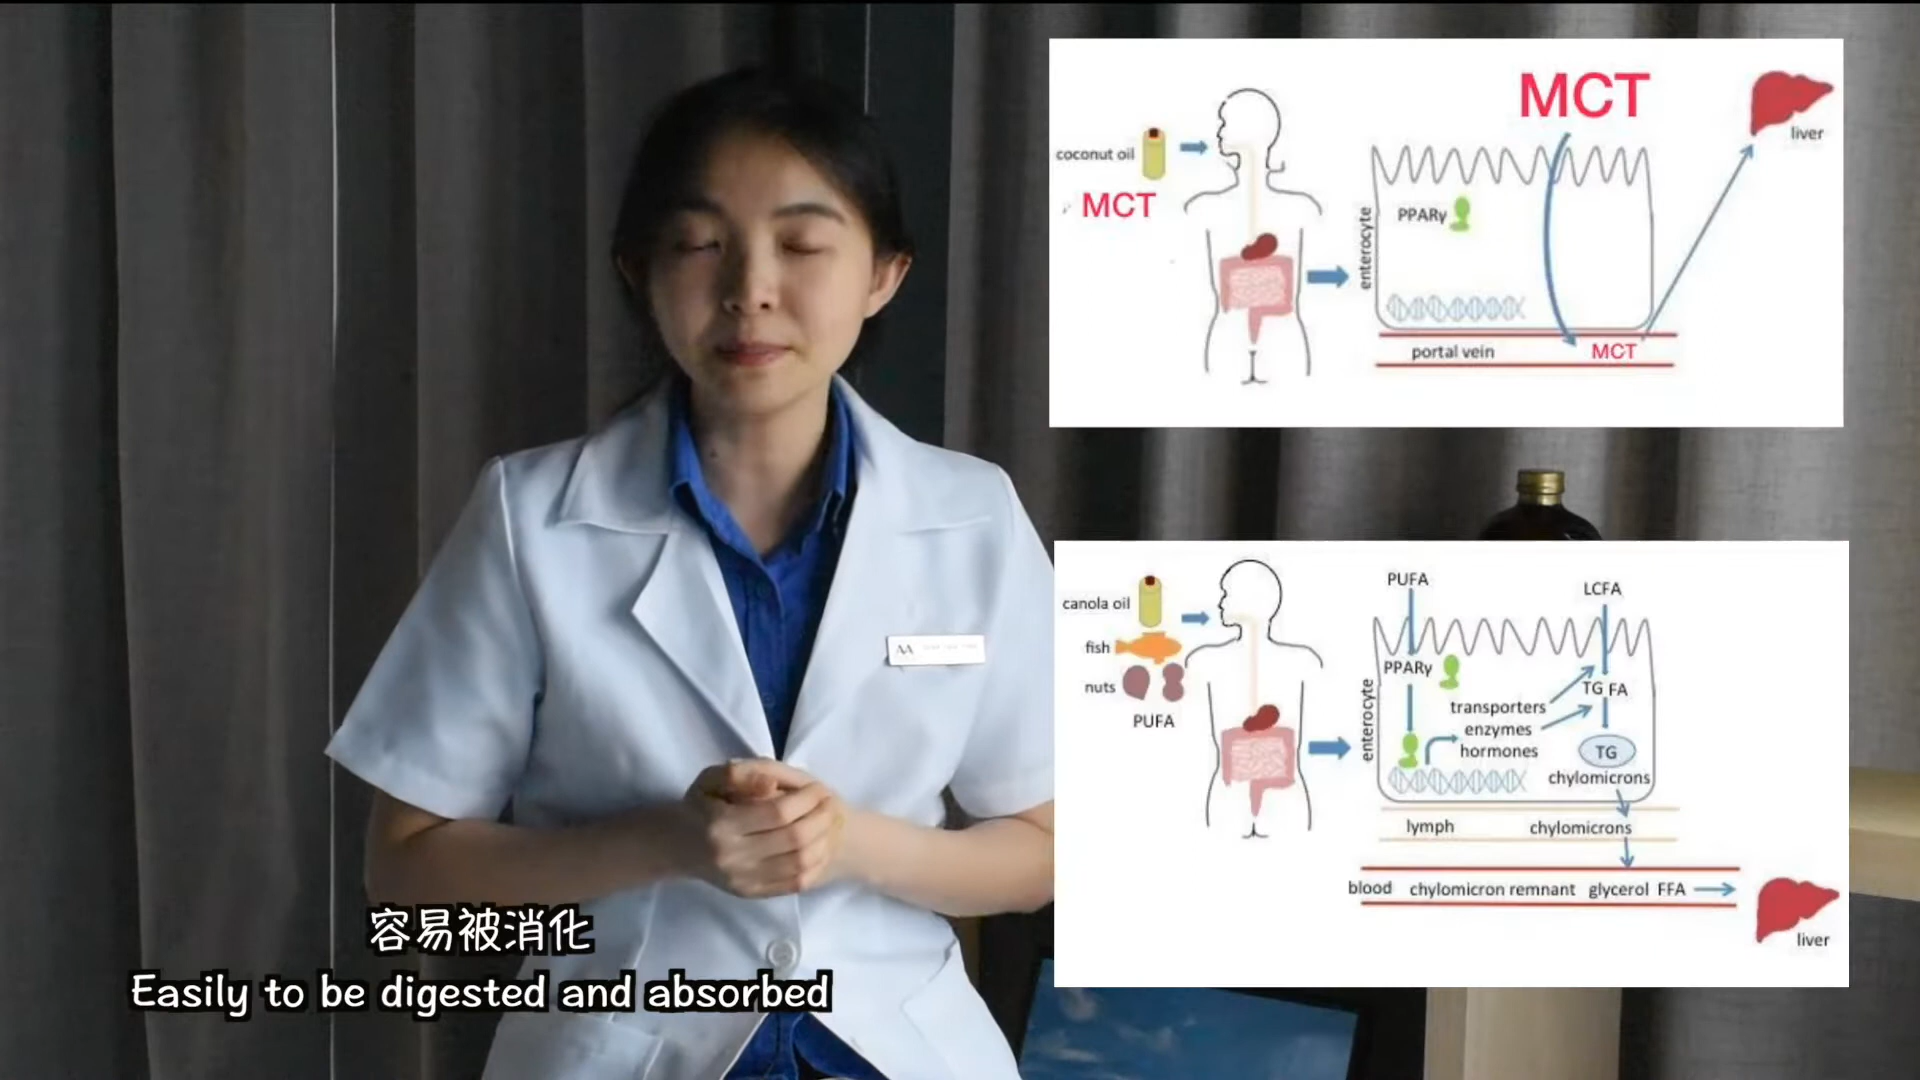 MCT
liver
coconut oil
MCT
PPARγ
enterocyte
portal vein
MCT
PUFA
LCFA
canola oil
fish
nuts
PUFA
PPARγ
TG FA
transporters
enzymes
hormones
TG
chylomicrons
enterocyte
lymph
chylomicrons
blood
chylomicron remnant
glycerol
FFA
liver
AA
容易被消化
Easily to be digested and absorbed